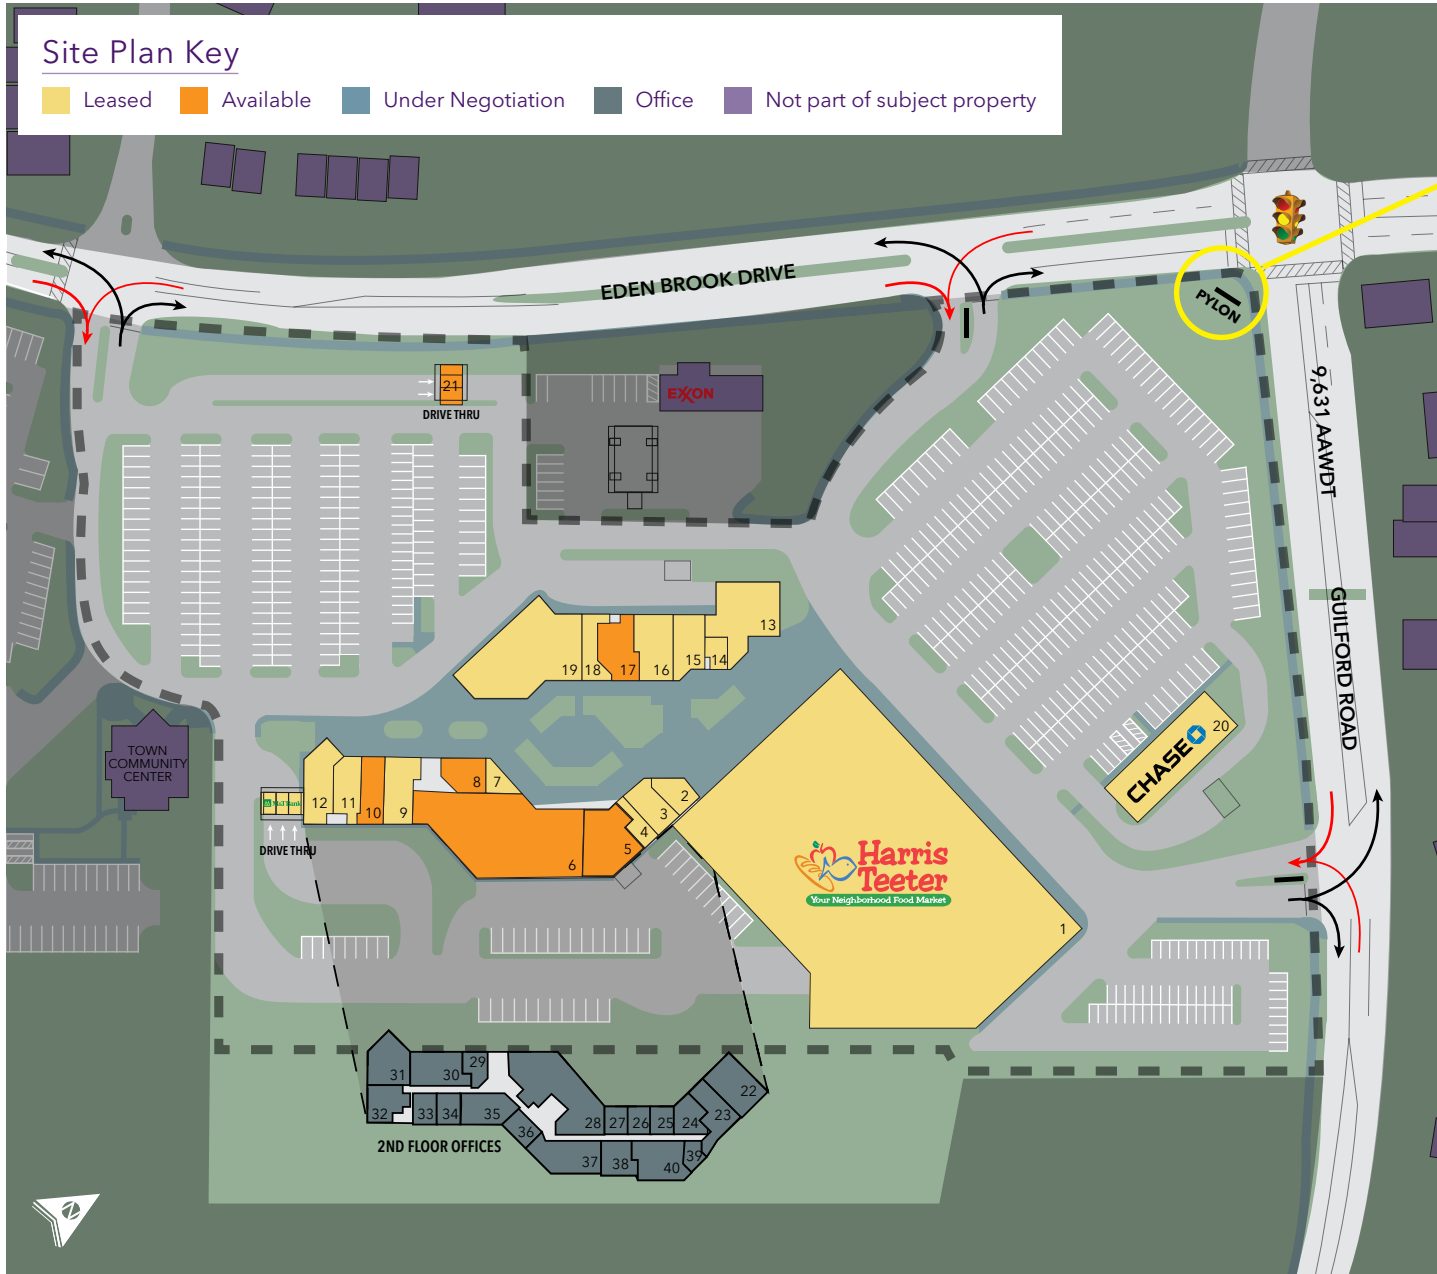 Site Plan Key
Leased
Available
Under Negotiation
Office
Not part of subject property
EDEN BROOK DRIVE
PYLON
9,631 AAWDT
GUILFORD ROAD
21
DRIVE THRU
EXXON
13
19
18
17
16
15
14
TOWN
COMMUNITY
CENTER
CHASE
20
M&T Bank
DRIVE THRU
12
11
10
9
8
7
6
5
4
3
2
Harris
Teeter
Your Neighborhood Food Market
1
31
30
29
32
33
34
35
36
28
27
26
25
24
23
22
37
38
40
39
2ND FLOOR OFFICES
Z